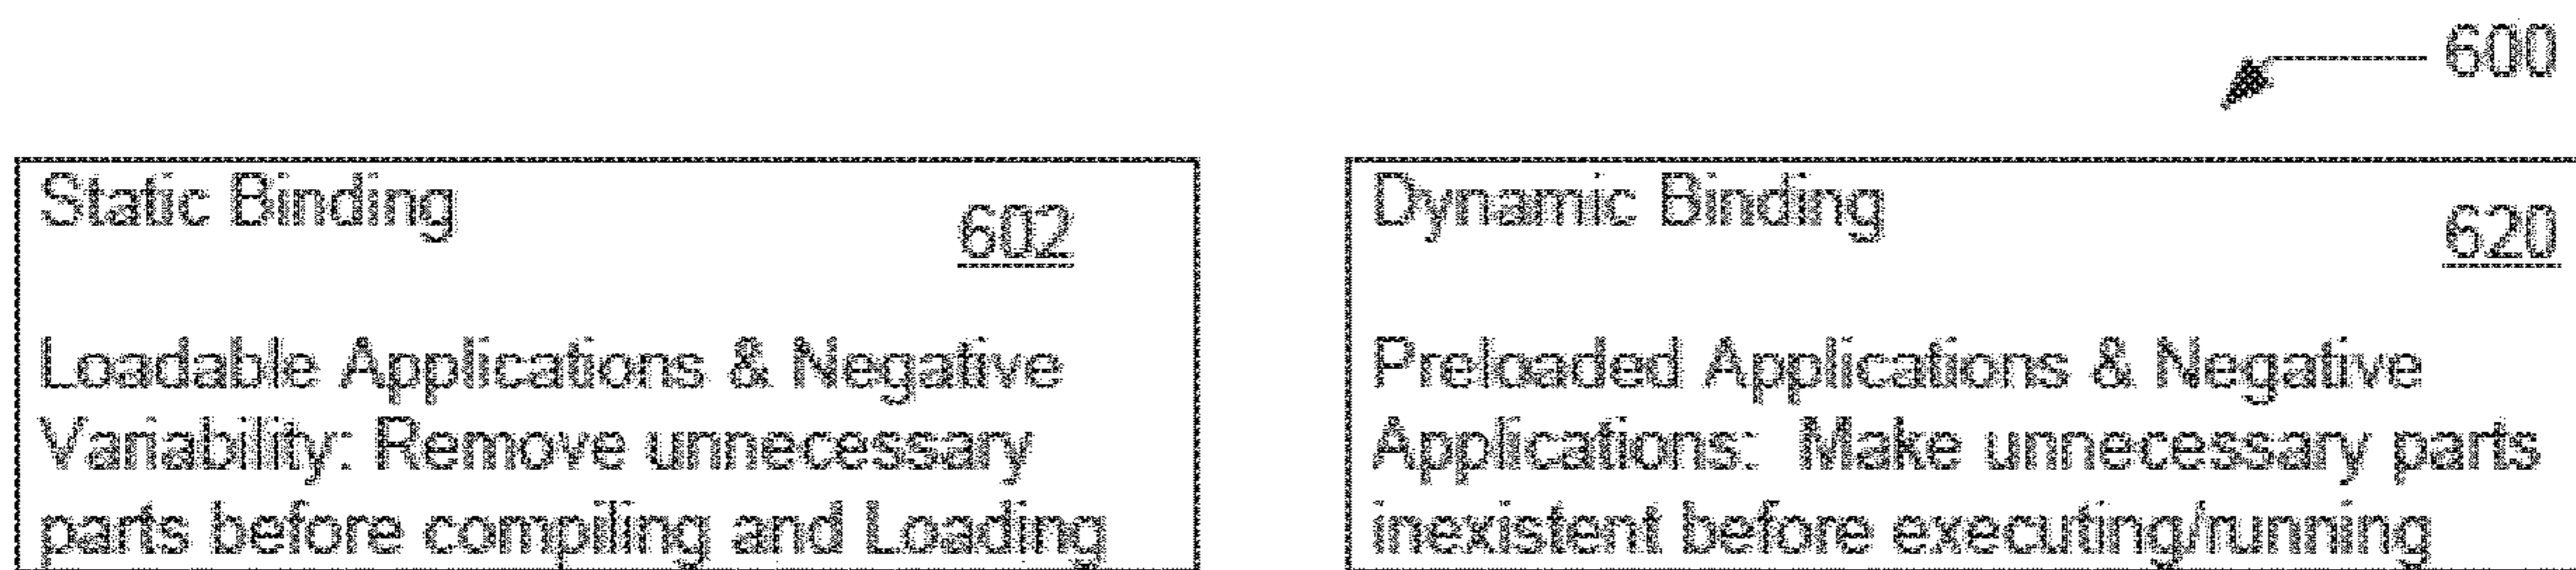 600
Static Binding
602
Loadable Applications & Negative
Variability: Remove unnecessary
parts before compiling and Loading
Dynamic Binding
620
Preloaded Applications & Negative
Applications: Make unnecessary parts
inexistent before executing/running